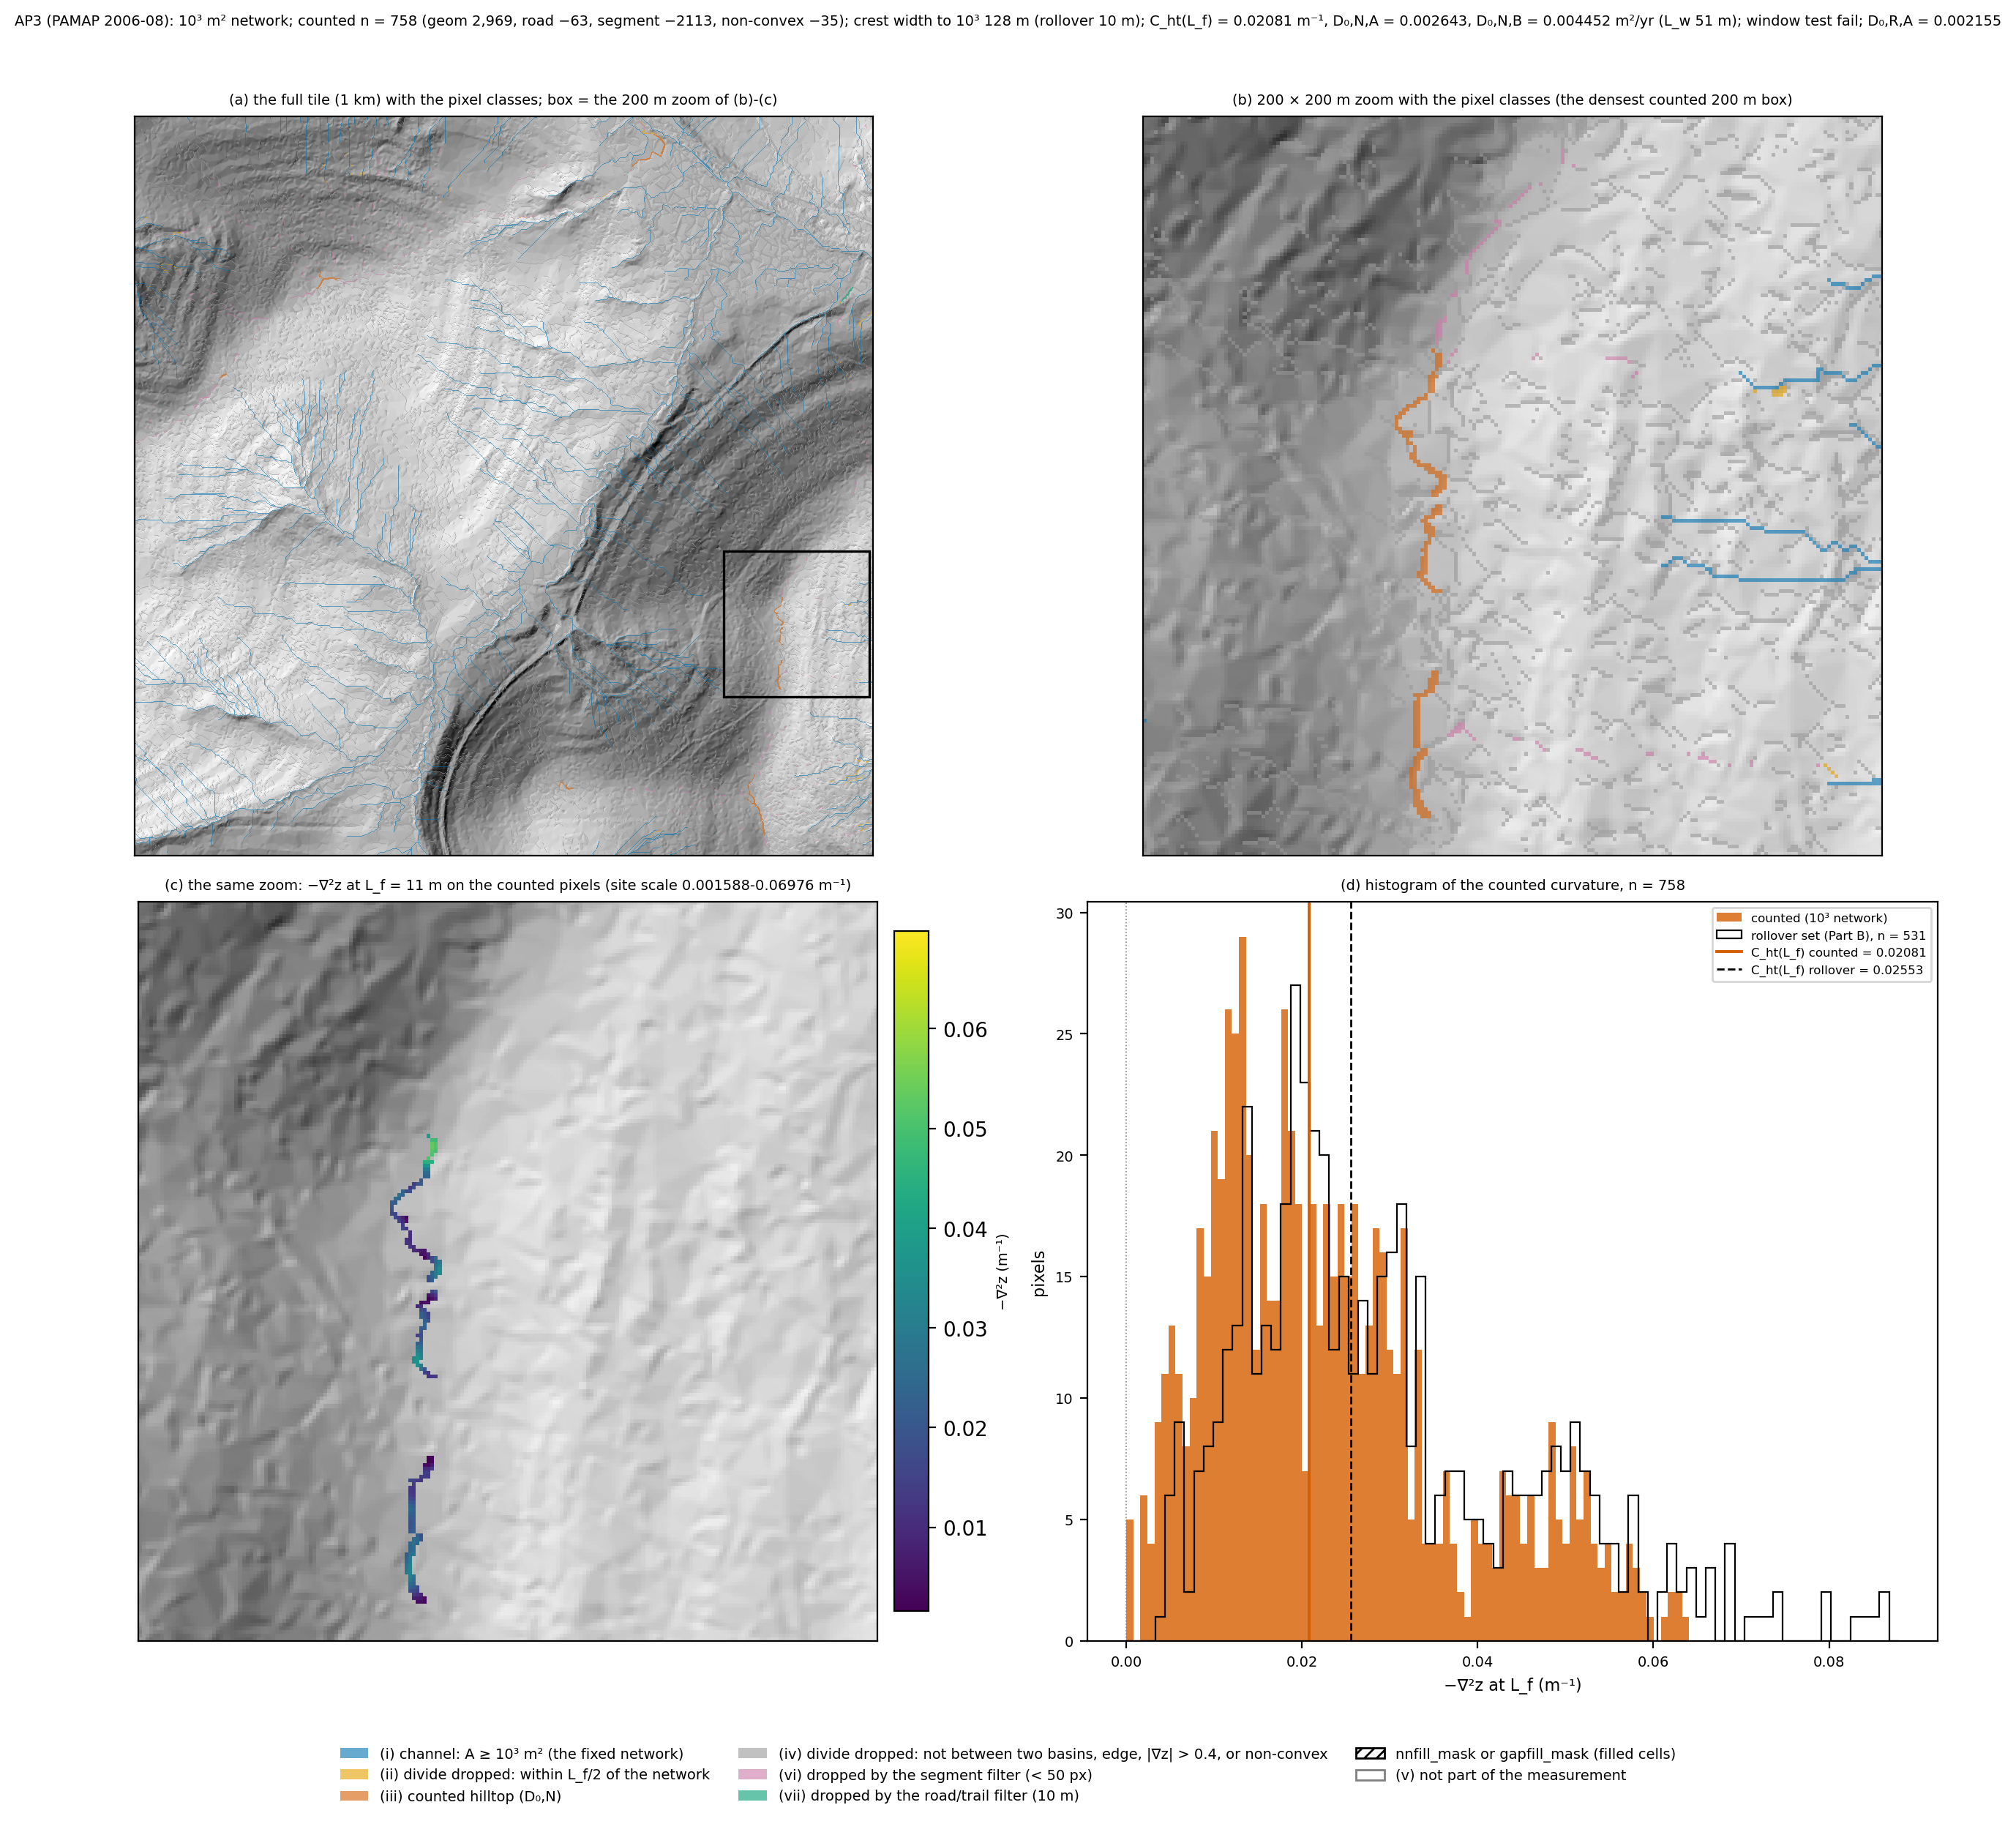 AP3 (PAMAP 2006-08): 10³ m² network; counted n = 758 (geom 2,969, road −63, segment −2113, non-convex −35); crest width to 10³ 128 m (rollover 10 m); C_ht(L_f) = 0.02081 m⁻¹, D₀,N,A = 0.002643, D₀,N,B = 0.004452 m²/yr (L_w 51 m); window test fail; D₀,R,A = 0.002155
(a) the full tile (1 km) with the pixel classes; box = the 200 m zoom of (b)-(c)
(b) 200 × 200 m zoom with the pixel classes (the densest counted 200 m box)
(c) the same zoom: −∇²z at L_f = 11 m on the counted pixels (site scale 0.001588-0.06976 m⁻¹)
0.06
0.05
0.04
0.03
0.02
0.01
−∇²z (m⁻¹)
(d) histogram of the counted curvature, n = 758
counted (10³ network)
rollover set (Part B), n = 531
C_ht(L_f) counted = 0.02081
C_ht(L_f) rollover = 0.02553
30
25
20
15
10
5
0
pixels
0.00 0.02 0.04 0.06 0.08
−∇²z at L_f (m⁻¹)
(i) channel: A ≥ 10³ m² (the fixed network)
(ii) divide dropped: within L_f/2 of the network
(iii) counted hilltop (D₀,N)
(iv) divide dropped: not between two basins, edge, |∇z| > 0.4, or non-convex
(vi) dropped by the segment filter (< 50 px)
(vii) dropped by the road/trail filter (10 m)
nnfill_mask or gapfill_mask (filled cells)
(v) not part of the measurement